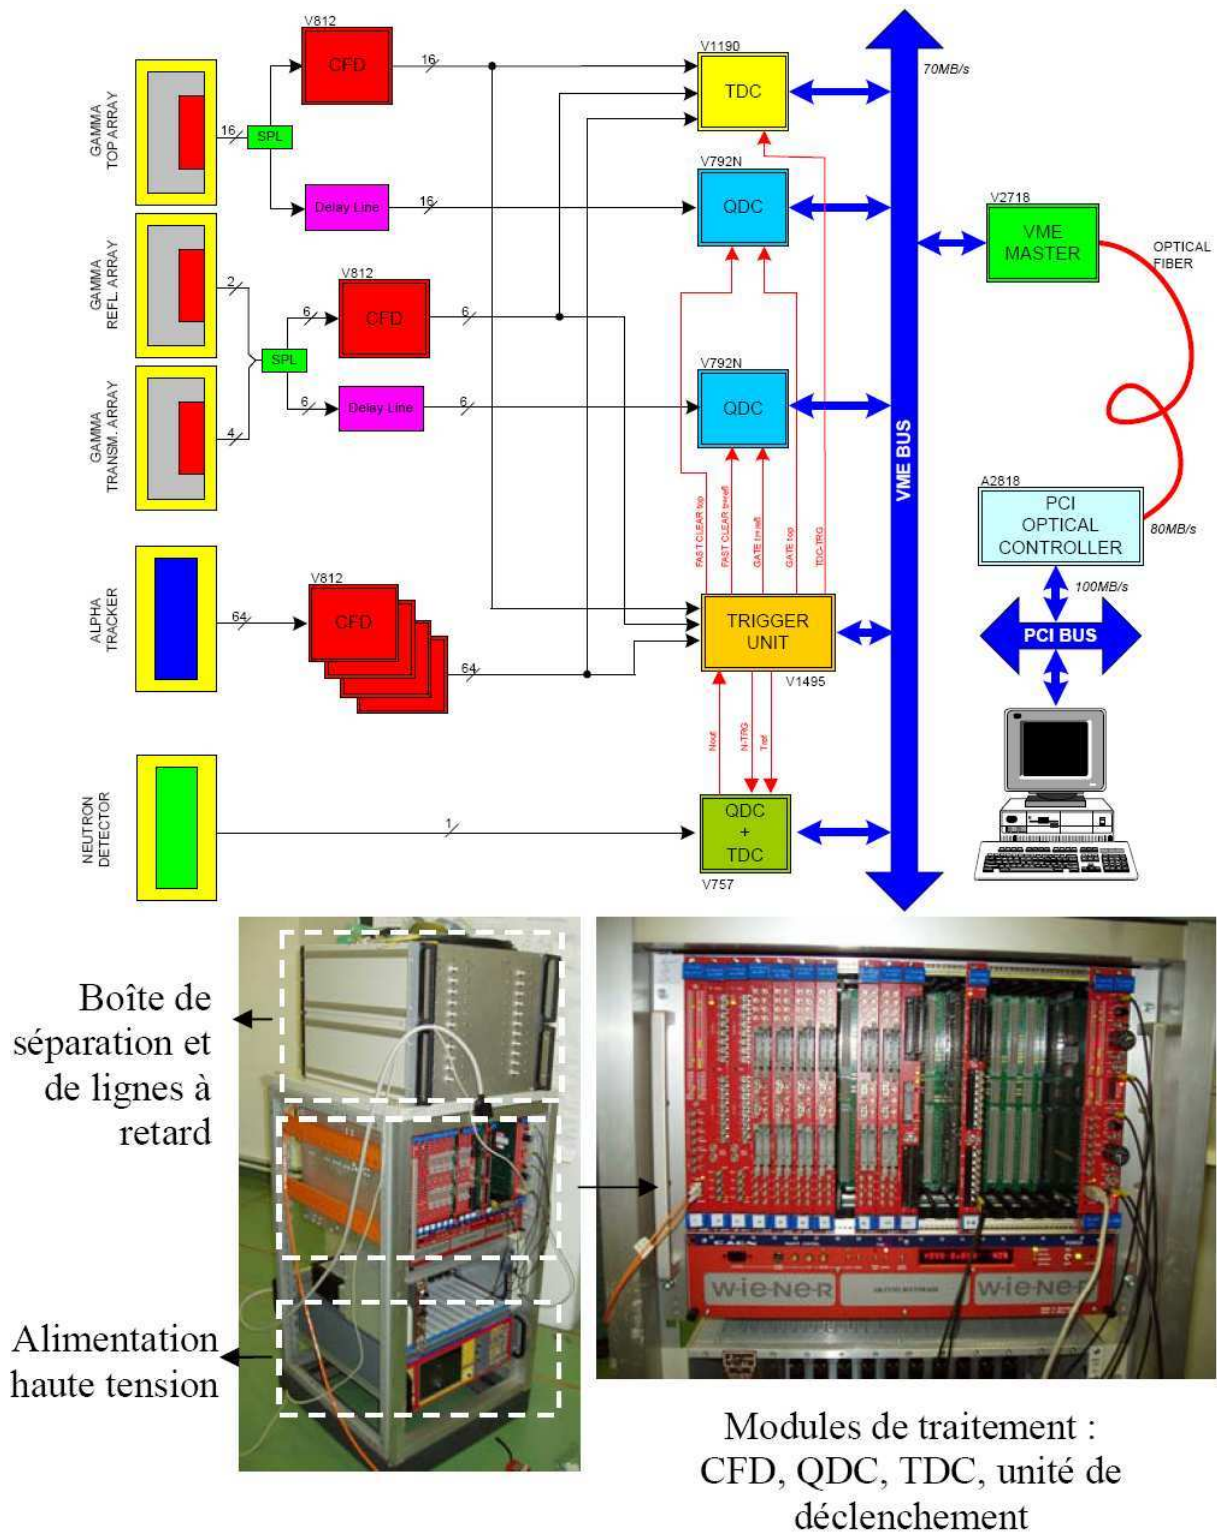 V812
CFD
16
V1190
TDC
70MB/s
GAMMA
TOP ARRAY
16
SPL
Delay Line
16
V792N
QDC
V2718
VME
MASTER
OPTICAL
FIBER
GAMMA
REFL. ARRAY
2
V812
6
CFD
6
SPL
V792N
6
Delay Line
6
QDC
GAMMA
TRANSM. ARRAY
4
VME BUS
A2818
PCI
OPTICAL
CONTROLLER
80MB/s
FAST CLEAR top
FAST CLEAR tr+refl
GATE tr+refl
GATE top
TDC-TRG
100MB/s
ALPHA
TRACKER
64
V812
CFD
64
TRIGGER
UNIT
V1495
PCI BUS
Nout
N-TRG
Tref
NEUTRON
DETECTOR
1
QDC
+
TDC
V757
Boîte de
séparation et
de lignes à
retard
Alimentation
haute tension
W-IE-NE-R
W-IE-NE-R
Modules de traitement :
CFD, QDC, TDC, unité de
déclenchement